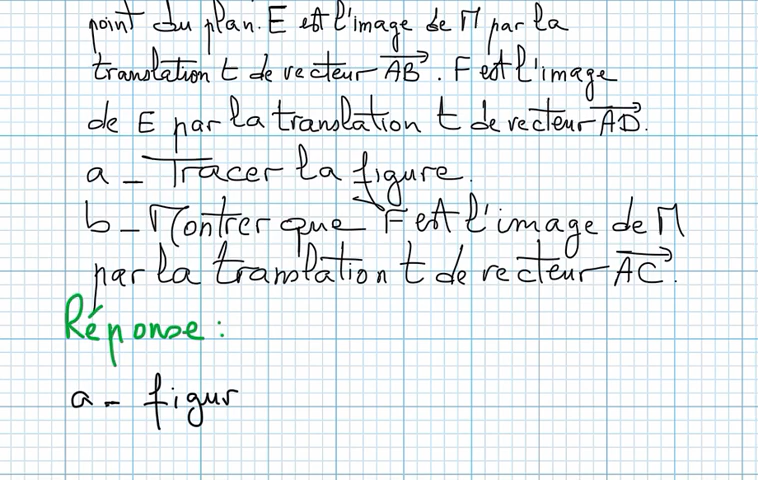 point du plan. E est l'image de M par la
translation t de vecteur AB. F est l'image
de E par la translation t de vecteur AD.
a - Tracer la figure.
b - Montrer que F est l'image de M
par la translation t de vecteur AC.
Réponse :
a - figur